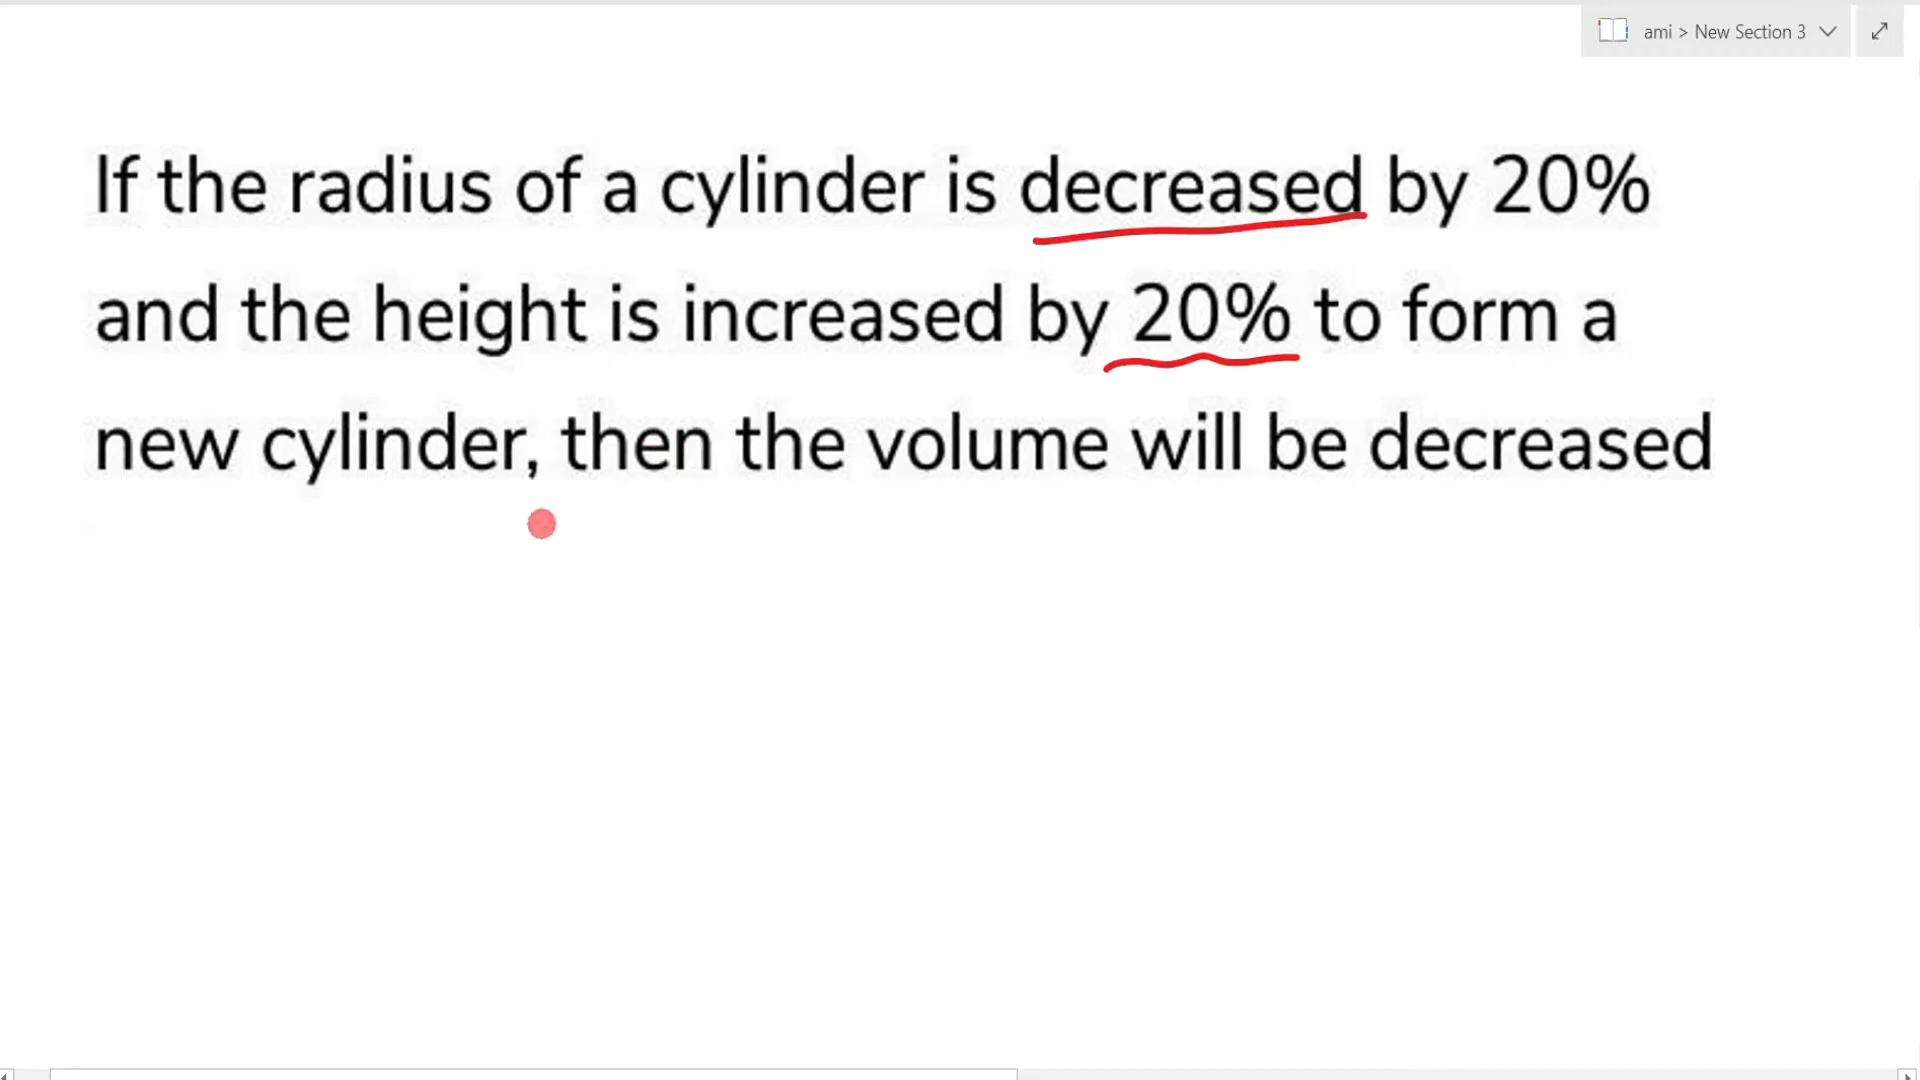 ami > New Section 3
If the radius of a cylinder is decreased by 20%
and the height is increased by 20% to form a
new cylinder, then the volume will be decreased